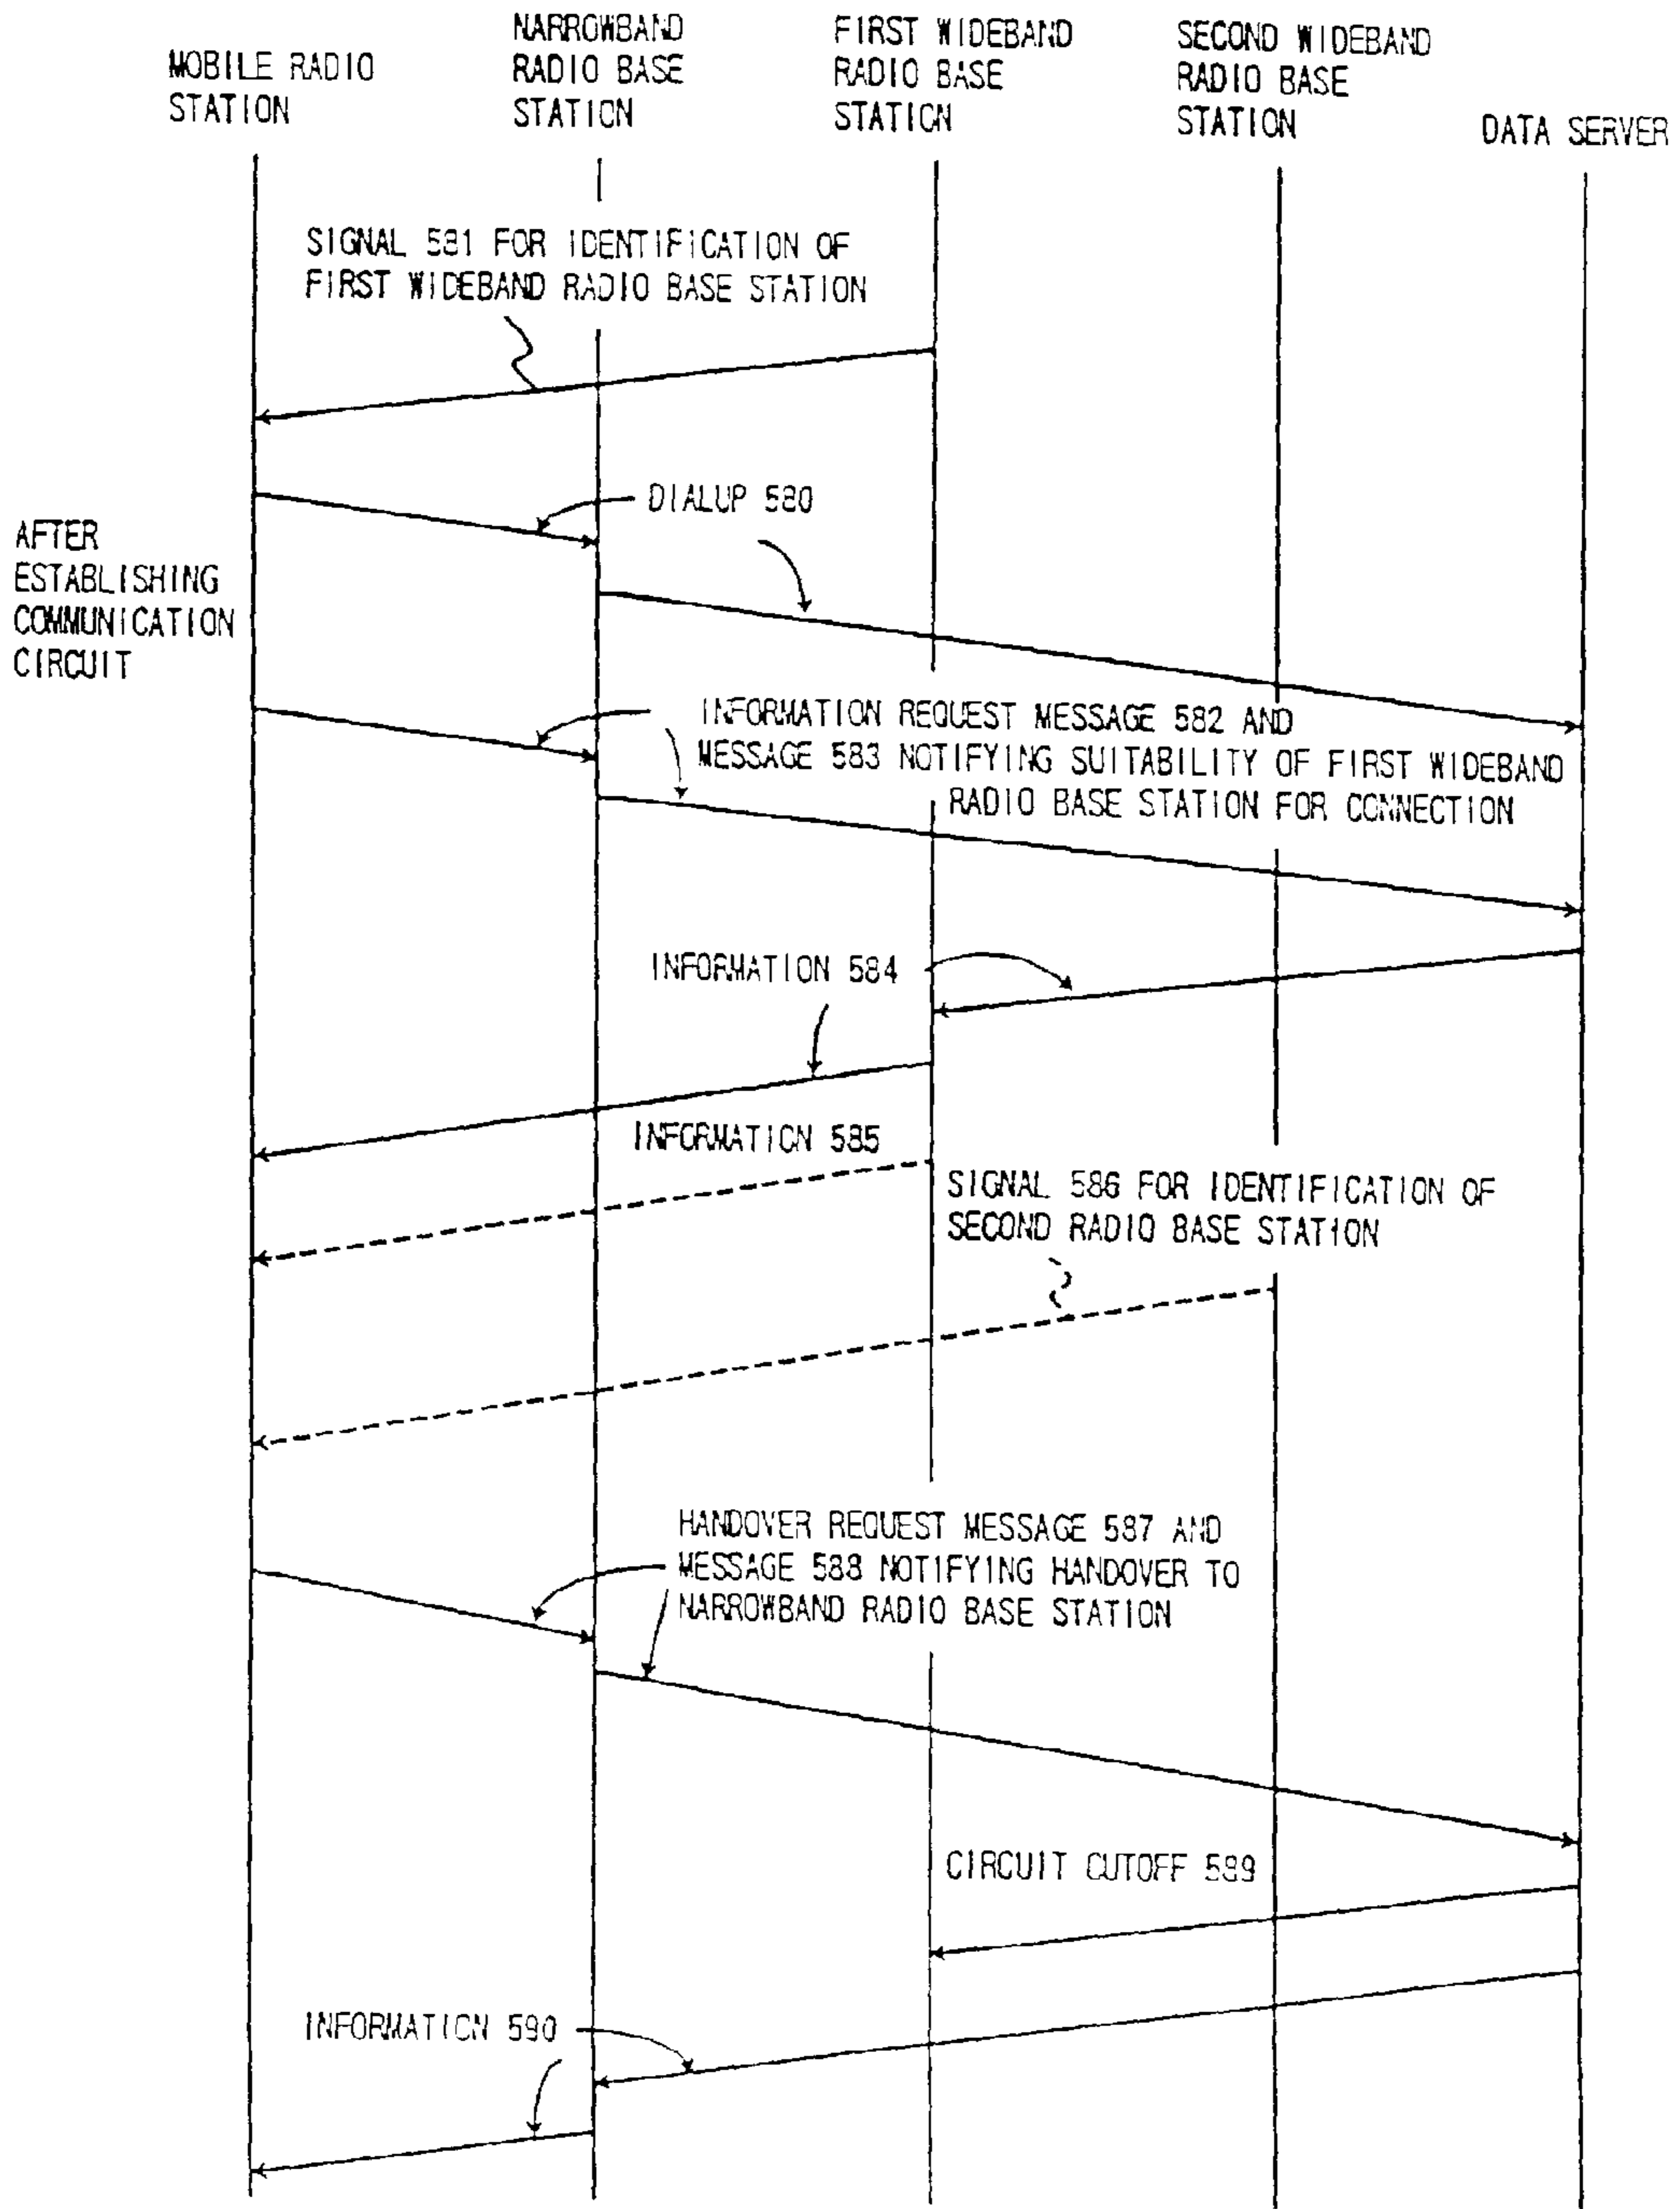 MOBILE RADIO
STATION
NARROWBAND
RADIO BASE
STATION
FIRST WIDEBAND
RADIO BASE
STATION
SECOND WIDEBAND
RADIO BASE
STATION
DATA SERVER
SIGNAL 581 FOR IDENTIFICATION OF
FIRST WIDEBAND RADIO BASE STATION
DIALUP 580
AFTER
ESTABLISHING
COMMUNICATION
CIRCUIT
INFORMATION REQUEST MESSAGE 582 AND
MESSAGE 583 NOTIFYING SUITABILITY OF FIRST WIDEBAND
RADIO BASE STATION FOR CONNECTION
INFORMATION 584
INFORMATION 585
SIGNAL 586 FOR IDENTIFICATION OF
SECOND RADIO BASE STATION
HANDOVER REQUEST MESSAGE 587 AND
MESSAGE 588 NOTIFYING HANDOVER TO
NARROWBAND RADIO BASE STATION
CIRCUIT CUTOFF 589
INFORMATION 590